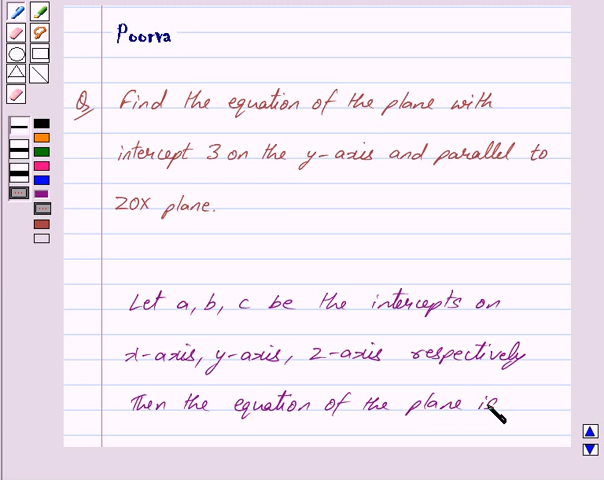 Poorva
Q Find the equation of the plane with
intercept 3 on the y-axis and parallel to
ZOX plane.
Let a, b, c be the intercepts on
x-axis, y-axis, z-axis respectively
Then the equation of the plane is